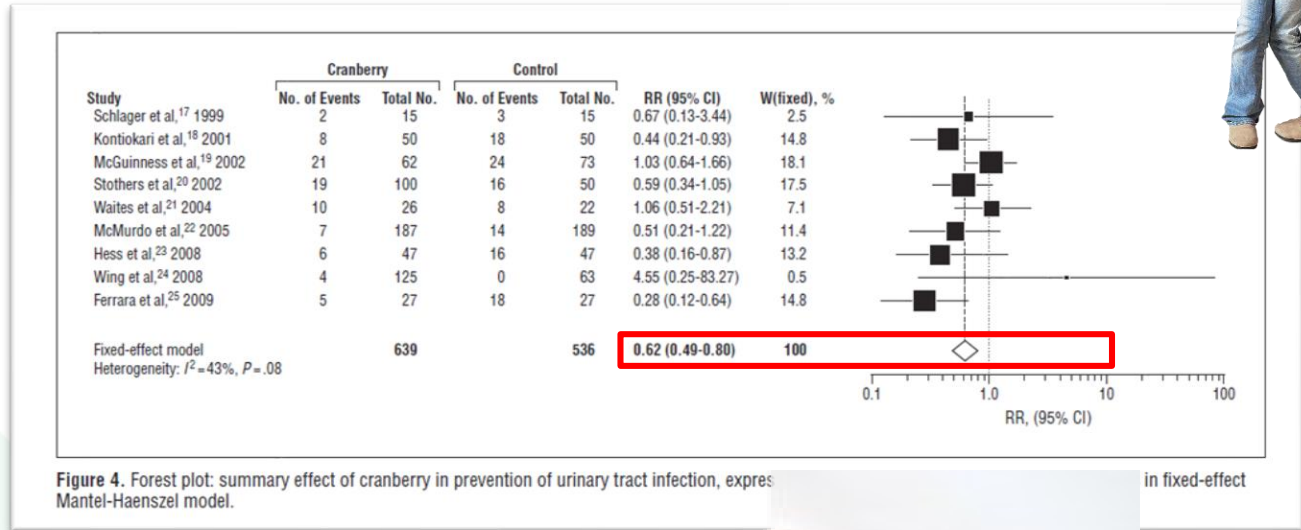 Cranberry Control
Study No. of Events Total No. No. of Events Total No. RR (95% CI) W(fixed), %
Schlager et al,17 1999 2 15 3 15 0.67 (0.13-3.44) 2.5
Kontiokari et al,18 2001 8 50 18 50 0.44 (0.21-0.93) 14.8
McGuinness et al,19 2002 21 62 24 73 1.03 (0.64-1.66) 18.1
Stothers et al,20 2002 19 100 16 50 0.59 (0.34-1.05) 17.5
Waites et al,21 2004 10 26 8 22 1.06 (0.51-2.21) 7.1
McMurdo et al,22 2005 7 187 14 189 0.51 (0.21-1.22) 11.4
Hess et al,23 2008 6 47 16 47 0.38 (0.16-0.87) 13.2
Wing et al,24 2008 4 125 0 63 4.55 (0.25-83.27) 0.5
Ferrara et al,25 2009 5 27 18 27 0.28 (0.12-0.64) 14.8
Fixed-effect model 639 536 0.62 (0.49-0.80) 100
Heterogeneity: I2=43%, P=.08
0.1 1.0 10 100
RR, (95% CI)
Figure 4. Forest plot: summary effect of cranberry in prevention of urinary tract infection, in fixed-effect
Mantel-Haenszel model.